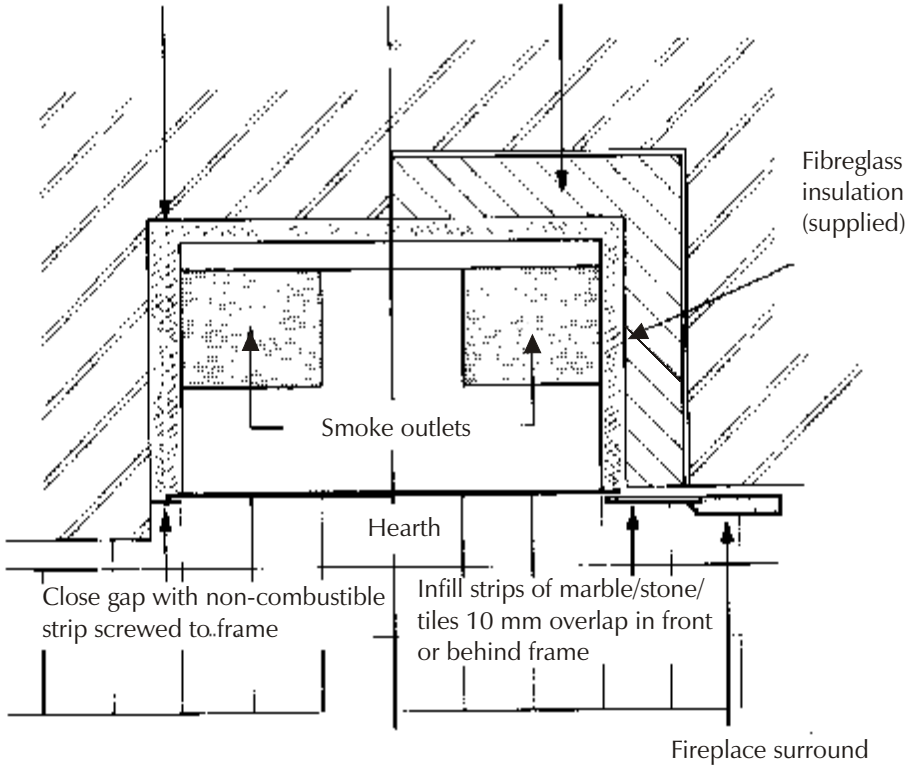 Fibreglass
insulation
(supplied)
Smoke outlets
Hearth
Close gap with non-combustible
strip screwed to frame
Infill strips of marble/stone/
tiles 10 mm overlap in front
or behind frame
Fireplace surround